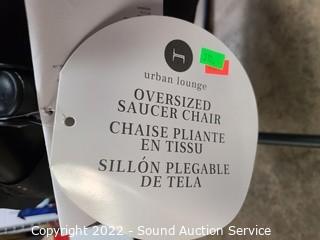 urban lounge
OVERSIZED
SAUCER CHAIR
CHAISE PLIANTE
EN TISSU
SILLÓN PLEGABLE
DE TELA
Copyright 2022 - Sound Auction Service